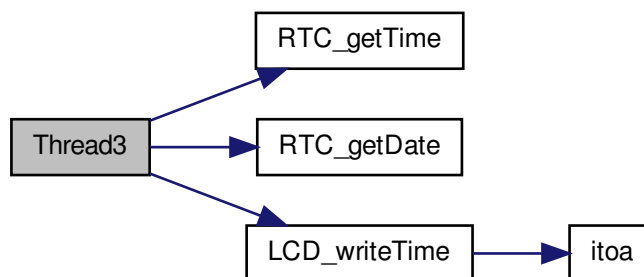 RTC_getTime
Thread3
RTC_getDate
LCD_writeTime
itoa